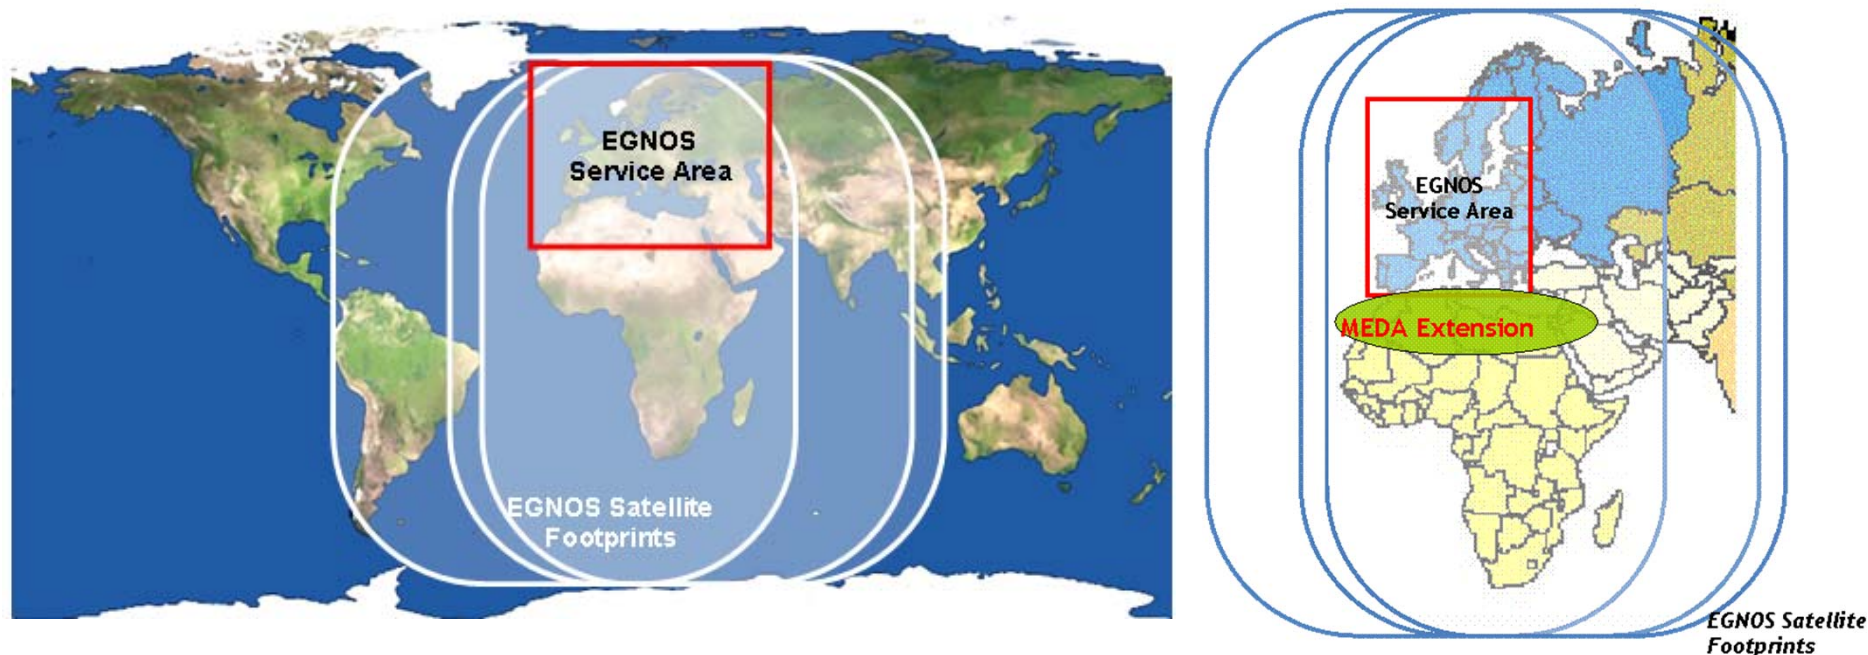 EGNOS
Service Area
EGNOS Satellite
Footprints
EGNOS
Service Area
MEDA Extension
EGNOS Satellite
Footprints